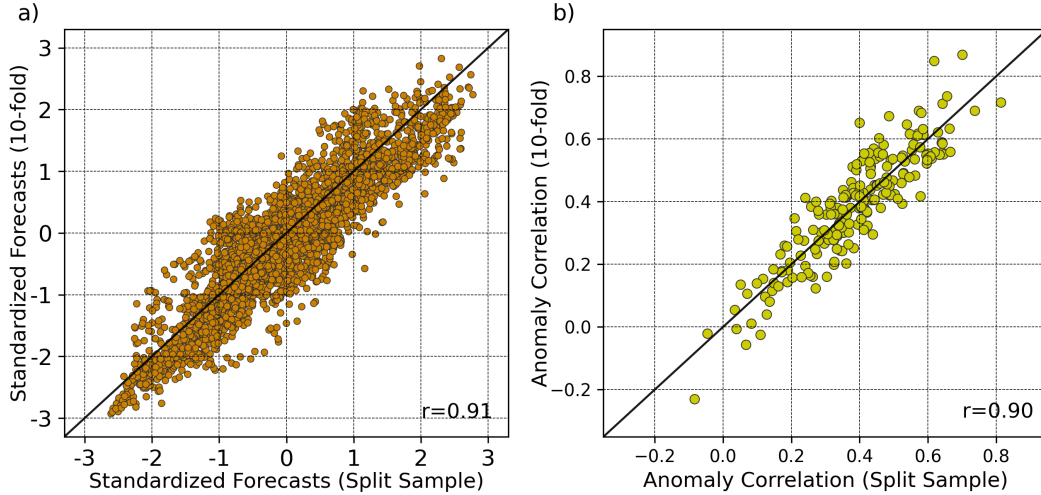 a)
Standardized Forecasts (10-fold)
3
2
1
0
-1
-2
-3
r=0.91
-3 -2 -1 0 1 2 3
Standardized Forecasts (Split Sample)
b)
Anomaly Correlation (10-fold)
0.8
0.6
0.4
0.2
0.0
−0.2
r=0.90
−0.2 0.0 0.2 0.4 0.6 0.8
Anomaly Correlation (Split Sample)